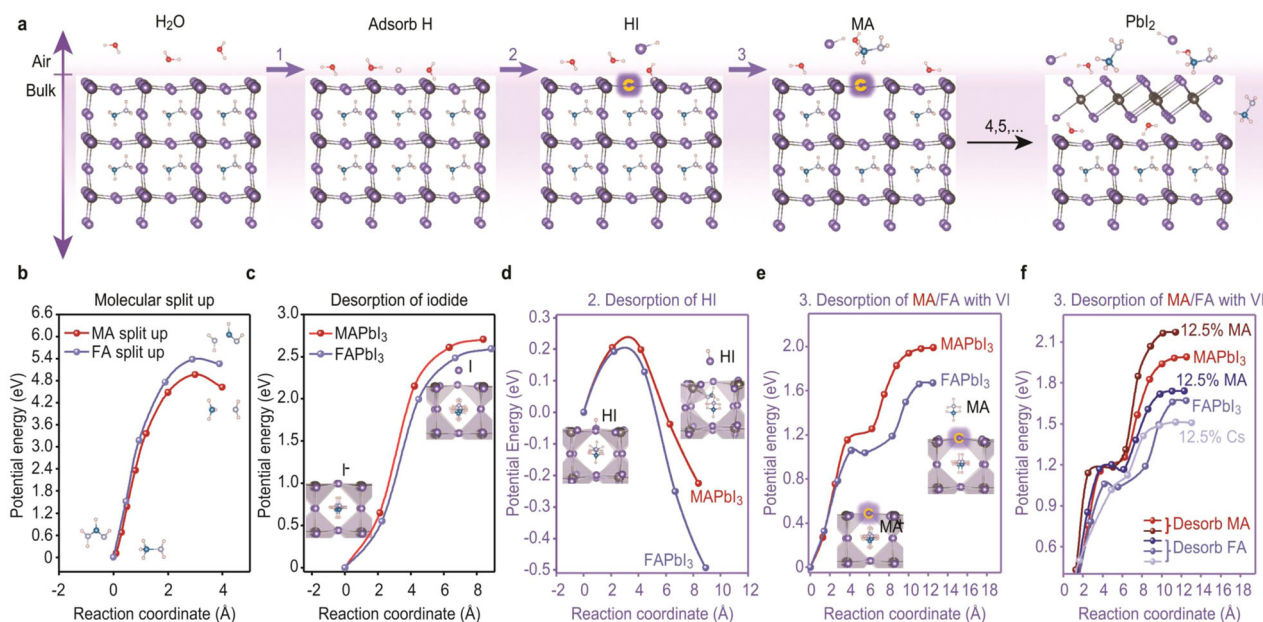 a
H₂O
Adsorb H
HI
MA
PbI₂
Air
Bulk
1
2
3
4,5,...
b
Molecular split up
MA split up
FA split up
Potential energy (eV)
6.6
6.0
5.4
4.8
4.2
3.6
3.0
2.4
1.8
1.2
0.6
0
-2 0 2 4 6
Reaction coordinate (Å)
c
Desorption of iodide
MAPbI₃
FAPbI₃
I
I-
Potential energy (eV)
3.0
2.5
2.0
1.5
1.0
0.5
0
-2 0 2 4 6 8
Reaction coordinate (Å)
d
2. Desorption of HI
HI
HI
MAPbI₃
FAPbI₃
Potential Energy (eV)
0.3
0.2
0.1
0.0
-0.1
-0.2
-0.3
-0.4
-0.5
-2 0 2 4 6 8 10 12
Reaction coordinate (Å)
e
3. Desorption of MA/FA with VI
MAPbI₃
FAPbI₃
MA
MA
Potential energy (eV)
2.0
1.6
1.2
0.8
0.4
0
0 2 4 6 8 10 12 14
Reaction coordinate (Å)
f
3. Desorption of MA/FA with VI
12.5% MA
MAPbI₃
12.5% MA
FAPbI₃
12.5% Cs
Desorb MA
Desorb FA
Potential energy (eV)
2.1
1.8
1.5
1.2
0.9
0.6
0 2 4 6 8 10 12 14 16 18
Reaction coordinate (Å)